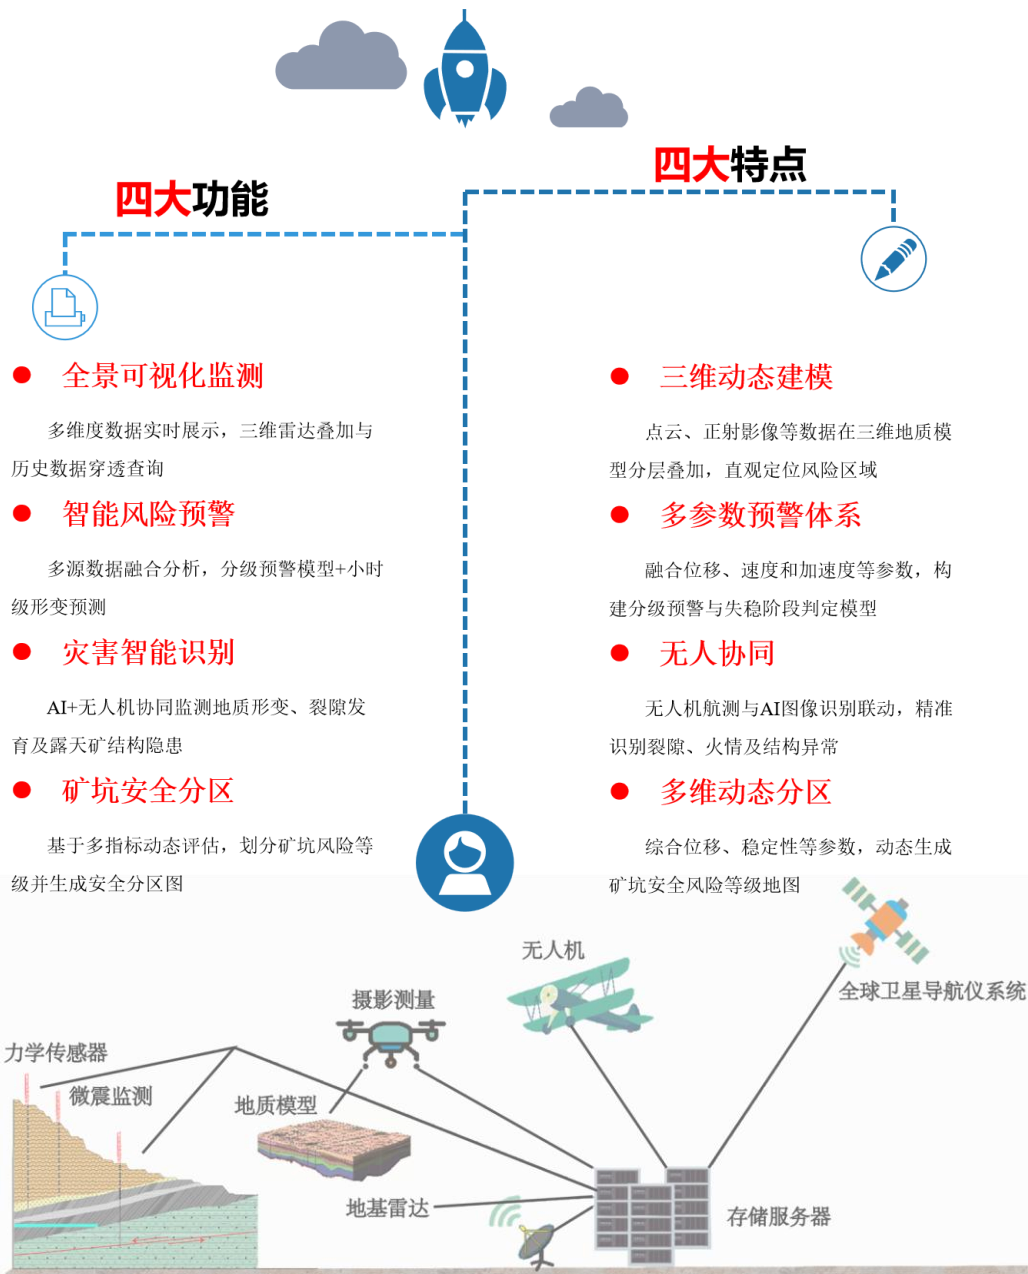 四大功能
全景可视化监测
多维度数据实时展示，三维雷达叠加与
历史数据穿透查询
智能风险预警
多源数据融合分析，分级预警模型+小时
级形变预测
灾害智能识别
AI+无人机协同监测地质形变、裂隙发
育及露天矿结构隐患
矿坑安全分区
基于多指标动态评估，划分矿坑风险等
级并生成安全分区图
四大特点
三维动态建模
点云、正射影像等数据在三维地质模
型分层叠加，直观定位风险区域
多参数预警体系
融合位移、速度和加速度等参数，构
建分级预警与失稳阶段判定模型
无人协同
无人机航测与AI图像识别联动，精准
识别裂隙、火情及结构异常
多维动态分区
综合位移、稳定性等参数，动态生成
矿坑安全风险等级地图
无人机
全球卫星导航仪系统
摄影测量
力学传感器
微震监测
地质模型
地基雷达
存储服务器